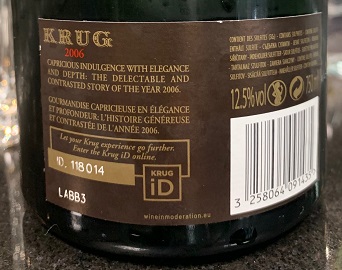 KRUG
2006
CAPRICIOUS INDULGENCE WITH ELEGANCE
AND DEPTH: THE DELECTABLE AND
CONTRASTED STORY OF THE YEAR 2006.
GOURMANDISE CAPRICIEUSE EN ÉLÉGANCE
ET PROFONDEUR: L'HISTOIRE GÉNÉREUSE
ET CONTRASTÉE DE L'ANNÉE 2006.
Let your Krug experience go further.
Enter the Krug iD online.
iD. 118014
KRUG
iD
LABB3
wineinmoderation.eu
12.5%vol
750
3 258064 09143